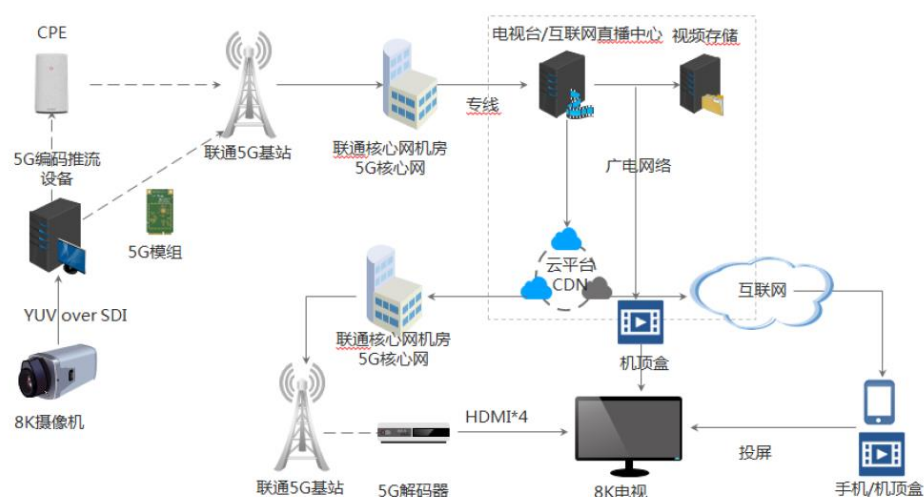 CPE
电视台/互联网直播中心
视频存储
专线
5G编码推流
设备
联通5G基站
联通核心网机房
5G核心网
广电网络
5G模组
云平台
CDN
互联网
YUV over SDI
联通核心网机房
5G核心网
机顶盒
8K摄像机
HDMI*4
投屏
联通5G基站
5G解码器
8K电视
手机/机顶盒